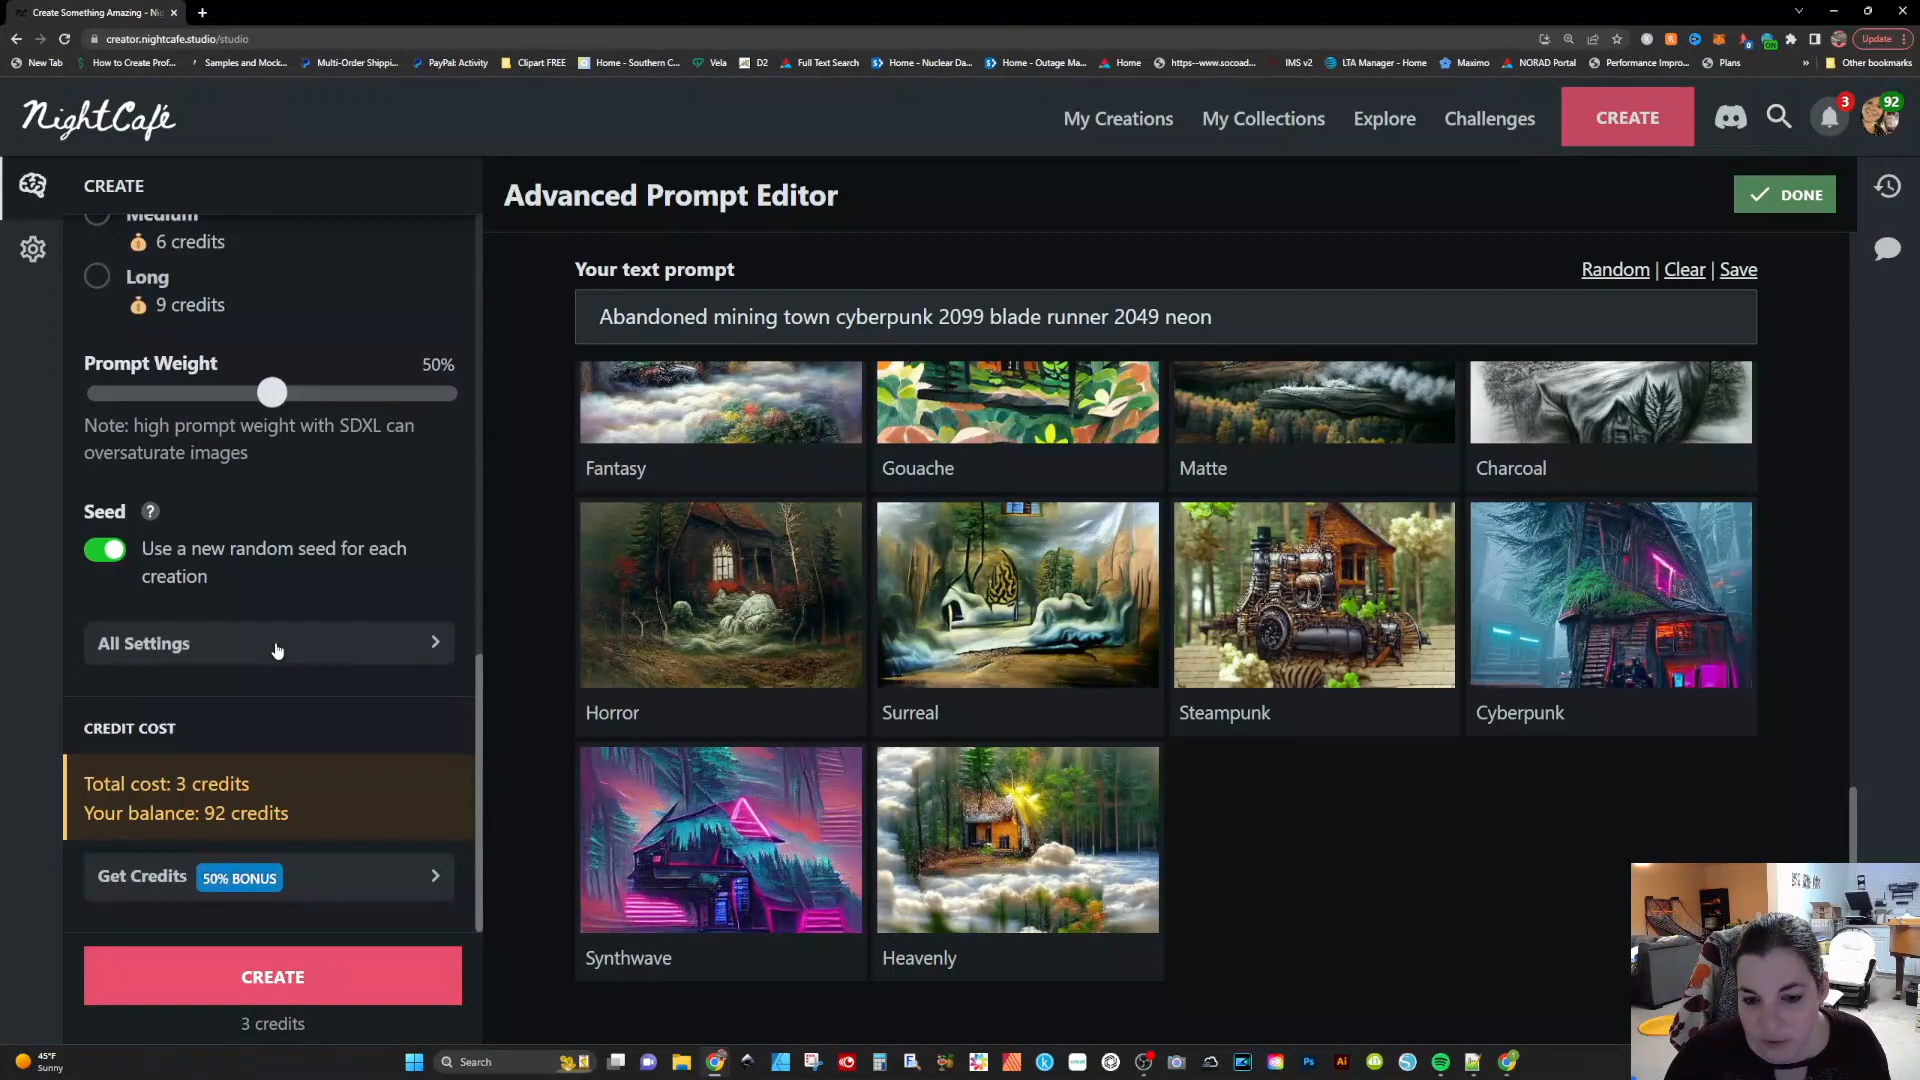 Create Something Amazing - Ni
creator.nightcafe.studio/studio
Update
New Tab
How to Create Prof...
Samples and Mock...
Multi-Order Shippi...
PayPal: Activity
Clipart FREE
Home - Southern C...
Vela
D2
Full Text Search
Home - Nuclear Da...
Home - Outage Ma...
Home
https--www.socoad...
IMS v2
LTA Manager - Home
Maximo
NORAD Portal
Performance Improv...
Plans
»
Other bookmarks
NightCafé
My Creations
My Collections
Explore
Challenges
CREATE
3
92
CREATE
Medium
6 credits
Long
9 credits
Prompt Weight
50%
Note: high prompt weight with SDXL can
oversaturate images
Seed ?
Use a new random seed for each
creation
All Settings
CREDIT COST
Total cost: 3 credits
Your balance: 92 credits
Get Credits 50% BONUS
CREATE
3 credits
Advanced Prompt Editor
DONE
Your text prompt
Random | Clear | Save
Abandoned mining town cyberpunk 2099 blade runner 2049 neon
Fantasy
Gouache
Matte
Charcoal
Horror
Surreal
Steampunk
Cyberpunk
Synthwave
Heavenly
45°F
Sunny
Search